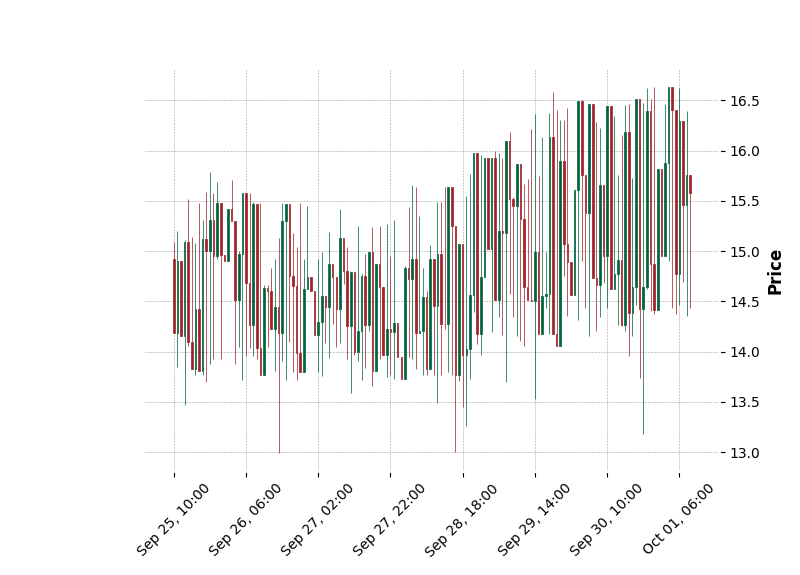 16.5
16.0
15.5
15.0
14.5
14.0
13.5
13.0
Price
Sep 25, 10:00
Sep 26, 06:00
Sep 27, 02:00
Sep 27, 22:00
Sep 28, 18:00
Sep 29, 14:00
Sep 30, 10:00
Oct 01, 06:00